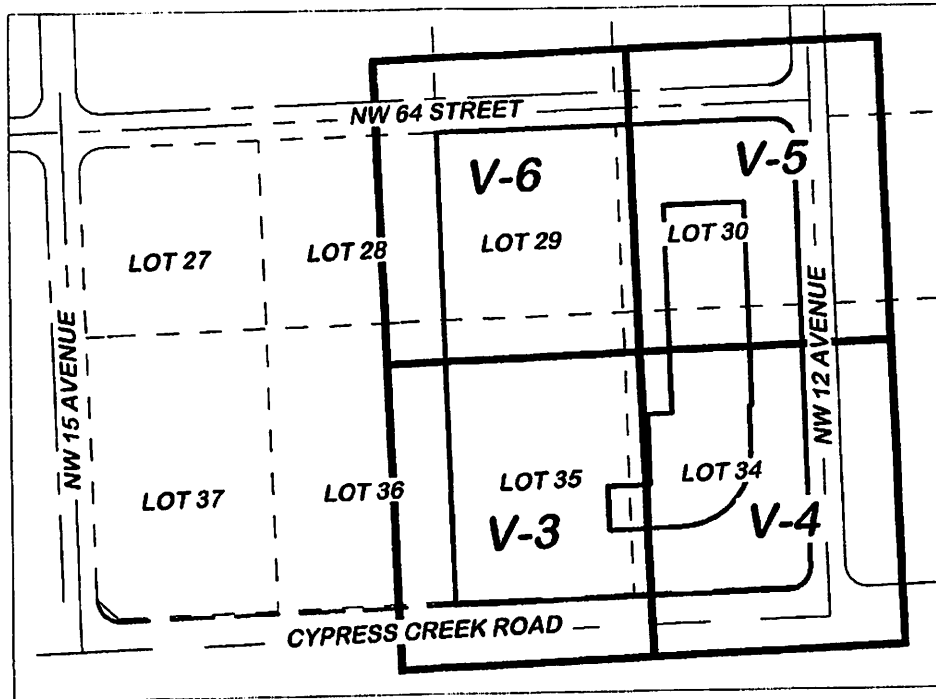 NW 64 STREET
V-6
V-5
LOT 27
LOT 28
LOT 29
LOT 30
NW 15 AVENUE
NW 12 AVENUE
LOT 37
LOT 36
LOT 35
LOT 34
V-3
V-4
CYPRESS CREEK ROAD